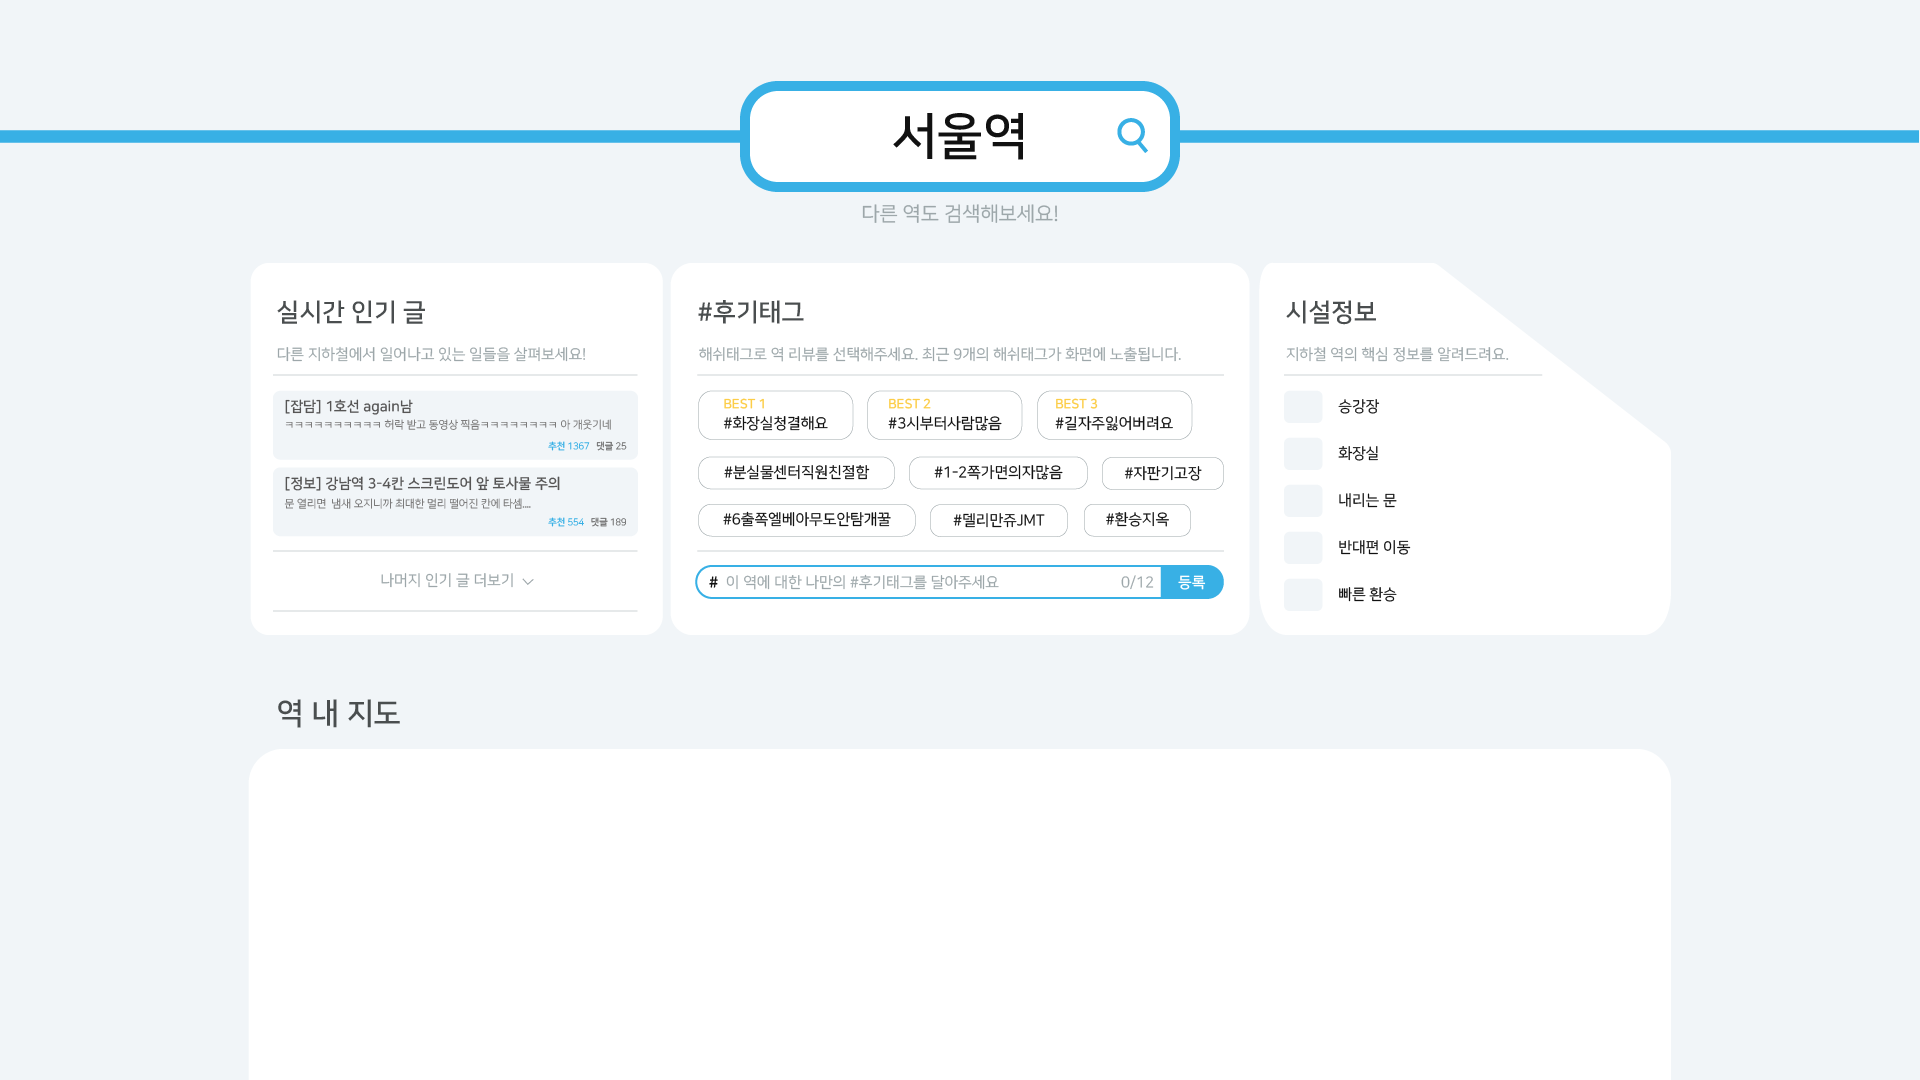 서울역
다른 역도 검색해보세요!
실시간 인기 글
다른 지하철에서 일어나고 있는 일들을 살펴보세요!
[잡담] 1호선 again남
ㅋㅋㅋㅋㅋㅋㅋㅋㅋㅋ 허락 받고 동영상 찍음ㅋㅋㅋㅋㅋㅋㅋㅋ 아 개웃기네
추천 1367 댓글 25
[정보] 강남역 3-4칸 스크린도어 앞 토사물 주의
문 열리면 냄새 오지니까 최대한 멀리 떨어진 칸에 타셈....
추천 554 댓글 189
나머지 인기 글 더보기
#후기태그
해쉬태그로 역 리뷰를 선택해주세요. 최근 9개의 해쉬태그가 화면에 노출됩니다.
BEST 1
#화장실청결해요
BEST 2
#3시부터사람많음
BEST 3
#길자주잃어버려요
#분실물센터직원친절함
#1-2쪽가면의자많음
#자판기고장
#6출쪽엘베아무도안탐개꿀
#델리만쥬JMT
#환승지옥
# 이 역에 대한 나만의 #후기태그를 달아주세요 0/12 등록
시설정보
지하철 역의 핵심 정보를 알려드려요.
승강장
화장실
내리는 문
반대편 이동
빠른 환승
역 내 지도